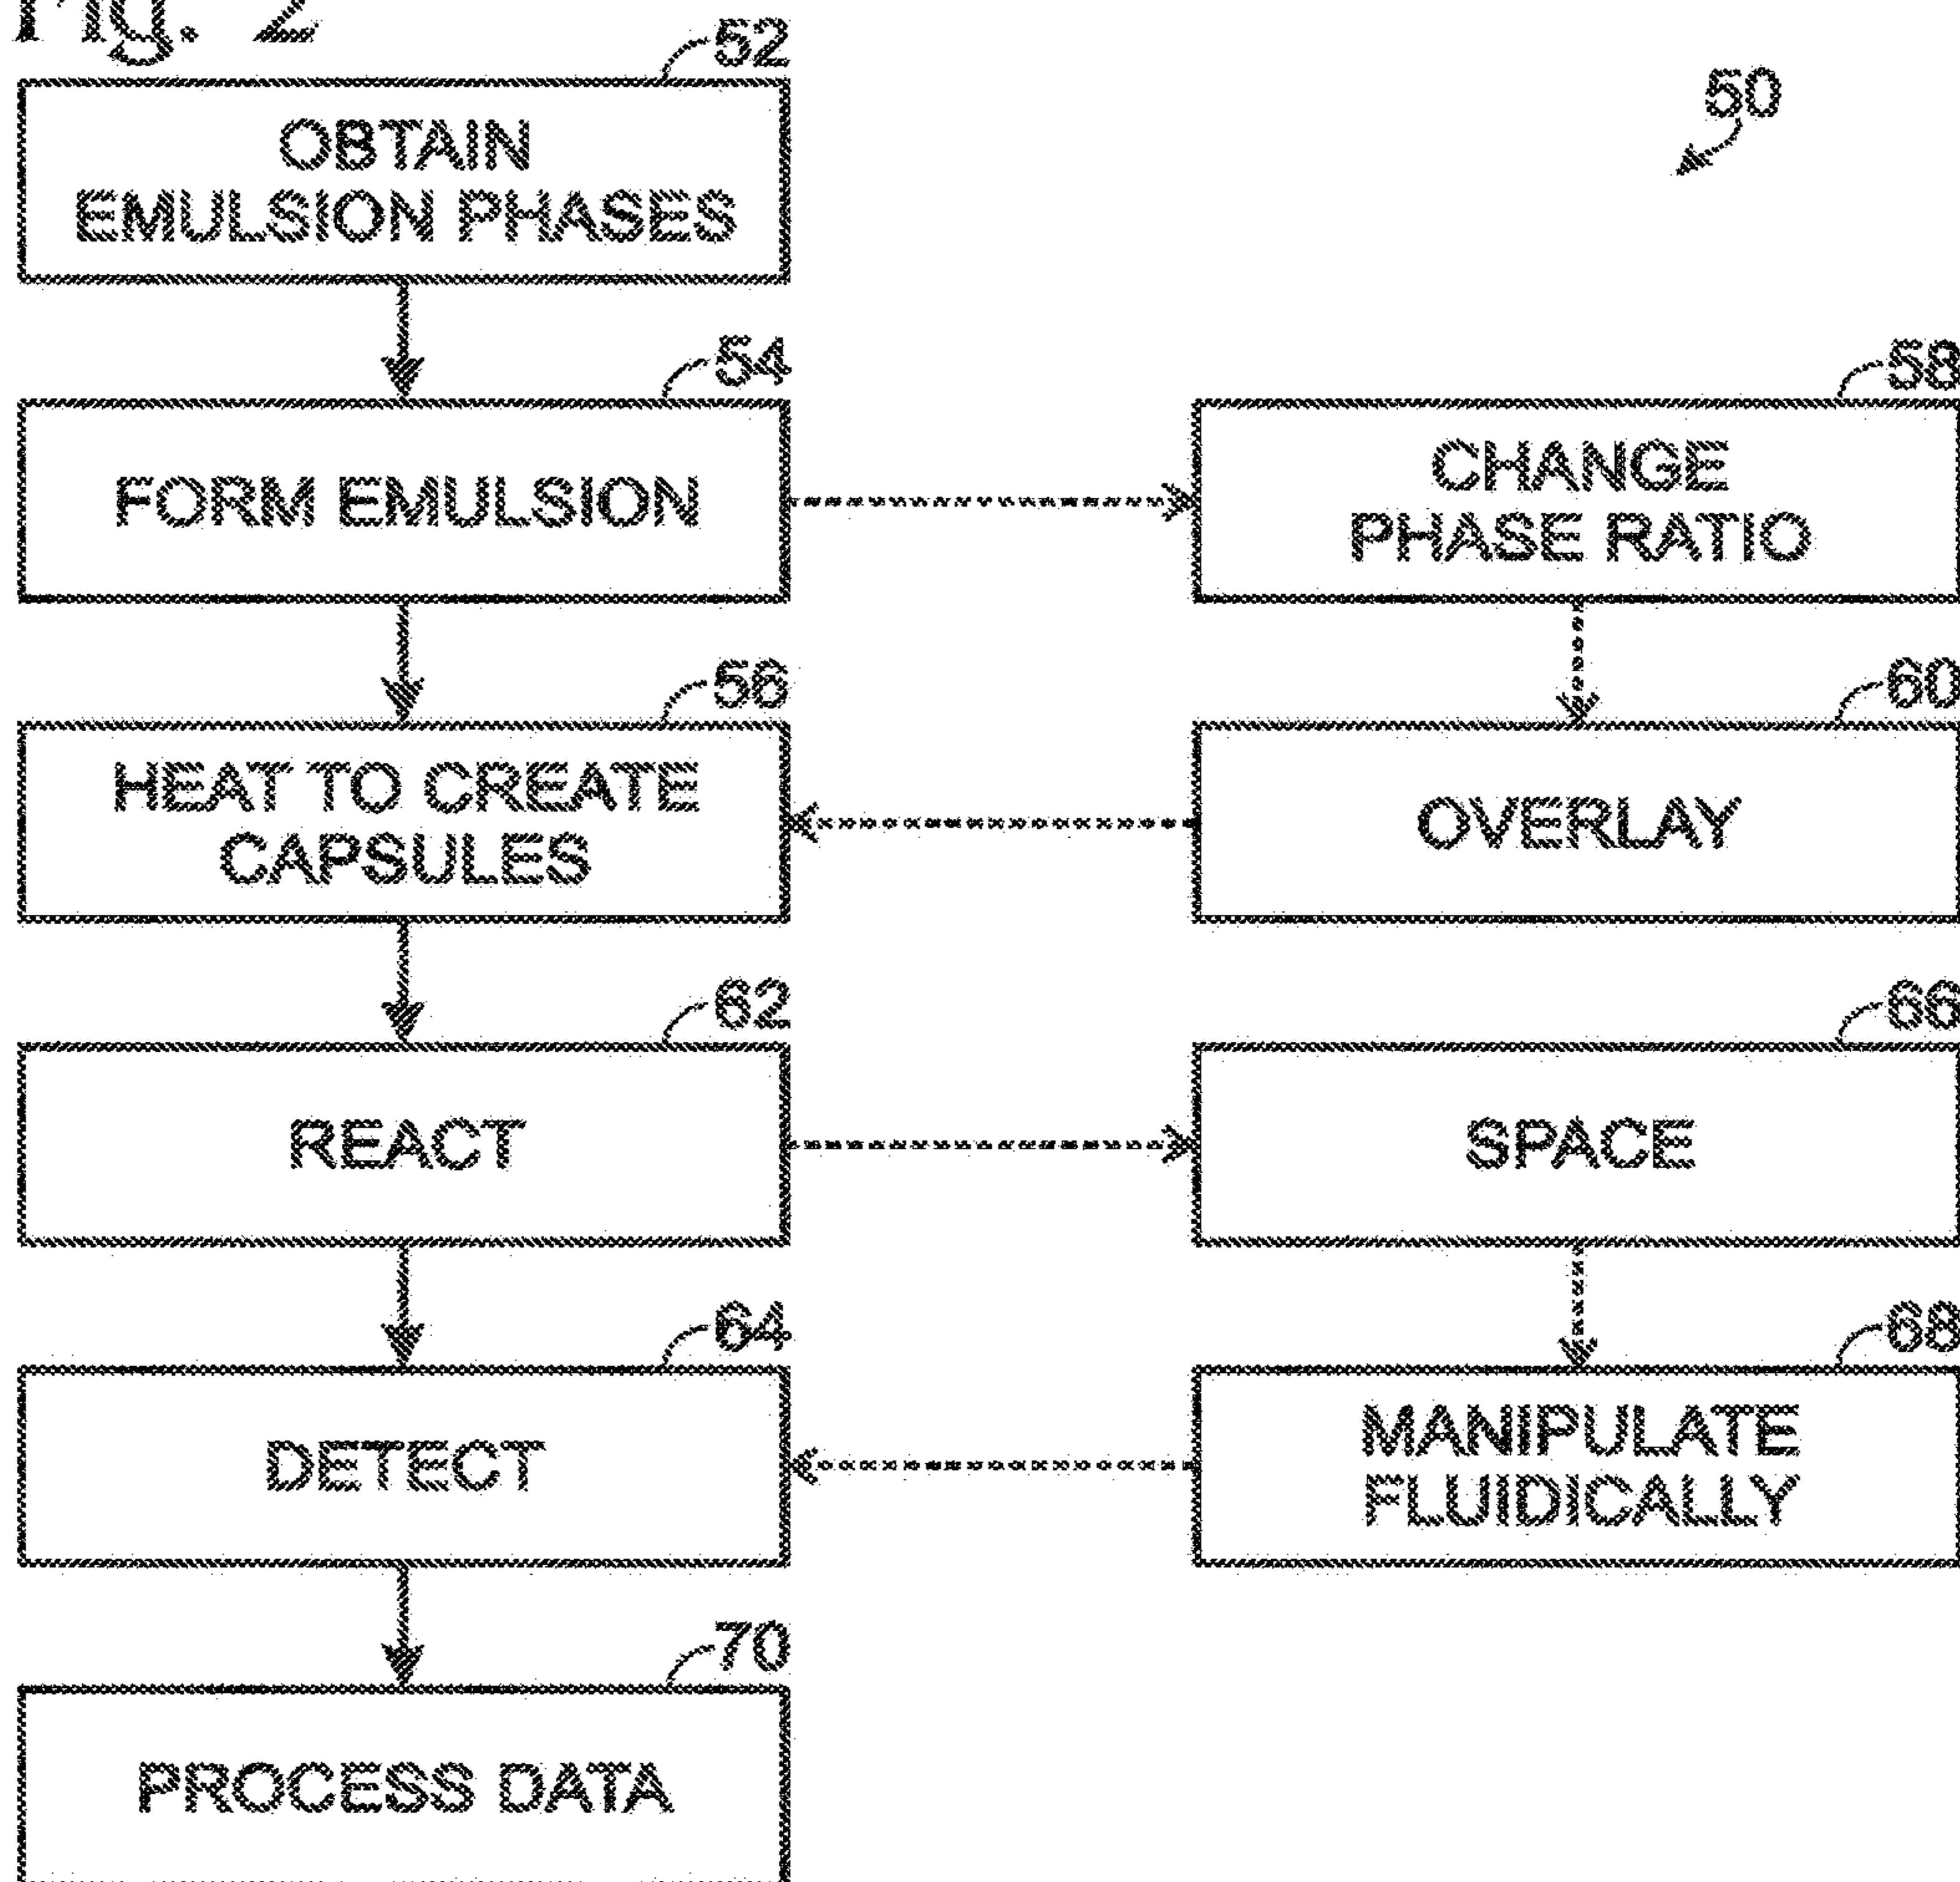 Fig. 2
52
50
OBTAIN
EMULSION PHASES
54
58
FORM EMULSION
CHANGE
PHASE RATIO
56
60
HEAT TO CREATE
CAPSULES
OVERLAY
62
66
REACT
SPACE
64
68
DETECT
MANIPULATE
FLUIDICALLY
70
PROCESS DATA